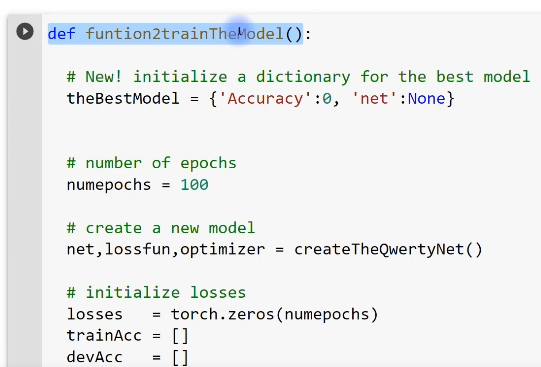 def funtion2trainTheModel():
# New! initialize a dictionary for the best model
theBestModel = {'Accuracy':0, 'net':None}
# number of epochs
numepochs = 100
# create a new model
net,lossfun,optimizer = createTheQwertyNet()
# initialize losses
losses   = torch.zeros(numepochs)
trainAcc = []
devAcc   = []